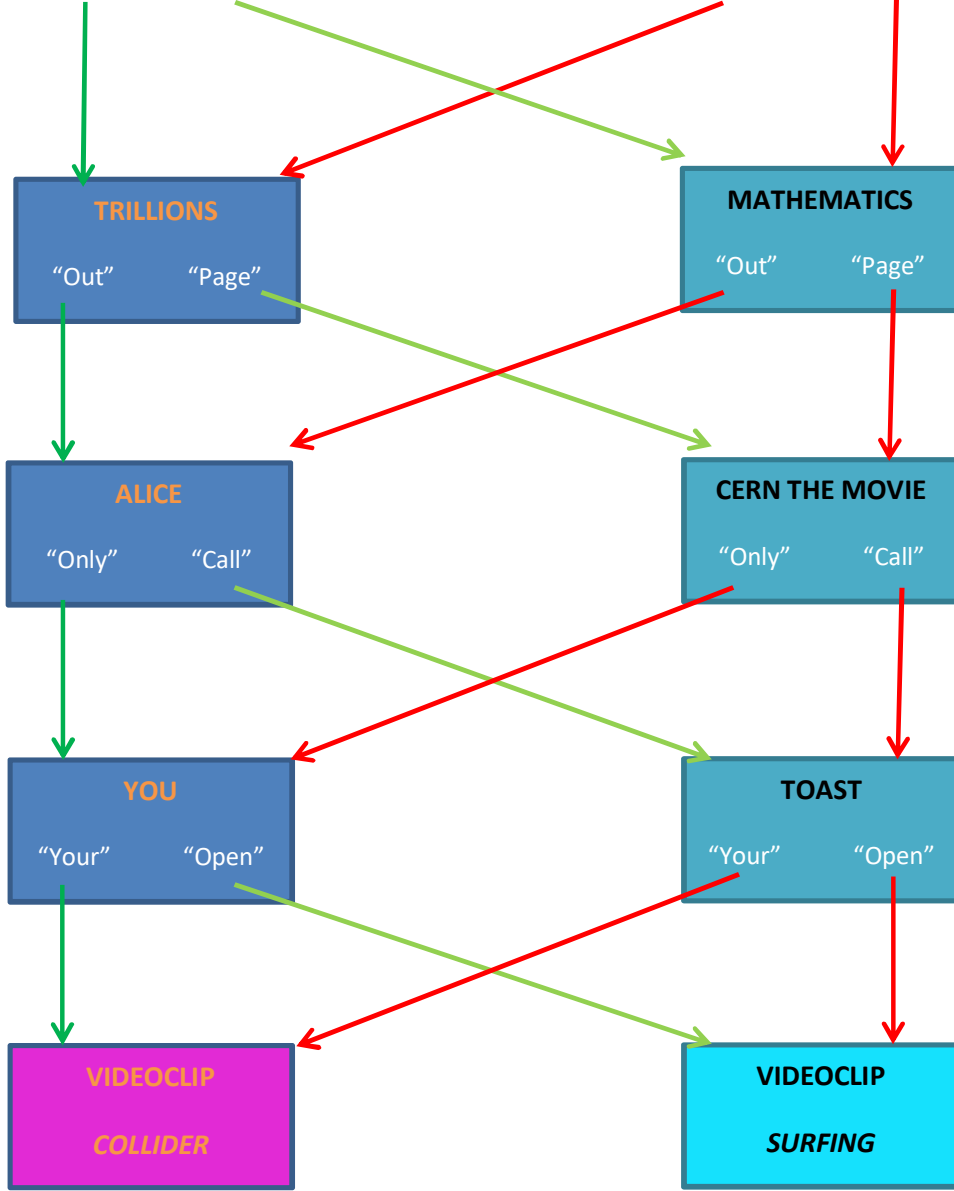 TRILLIONS
“Out” “Page”
MATHEMATICS
“Out” “Page”
ALICE
“Only” “Call”
CERN THE MOVIE
“Only” “Call”
YOU
“Your” “Open”
TOAST
“Your” “Open”
VIDEOCLIP
COLLIDER
VIDEOCLIP
SURFING